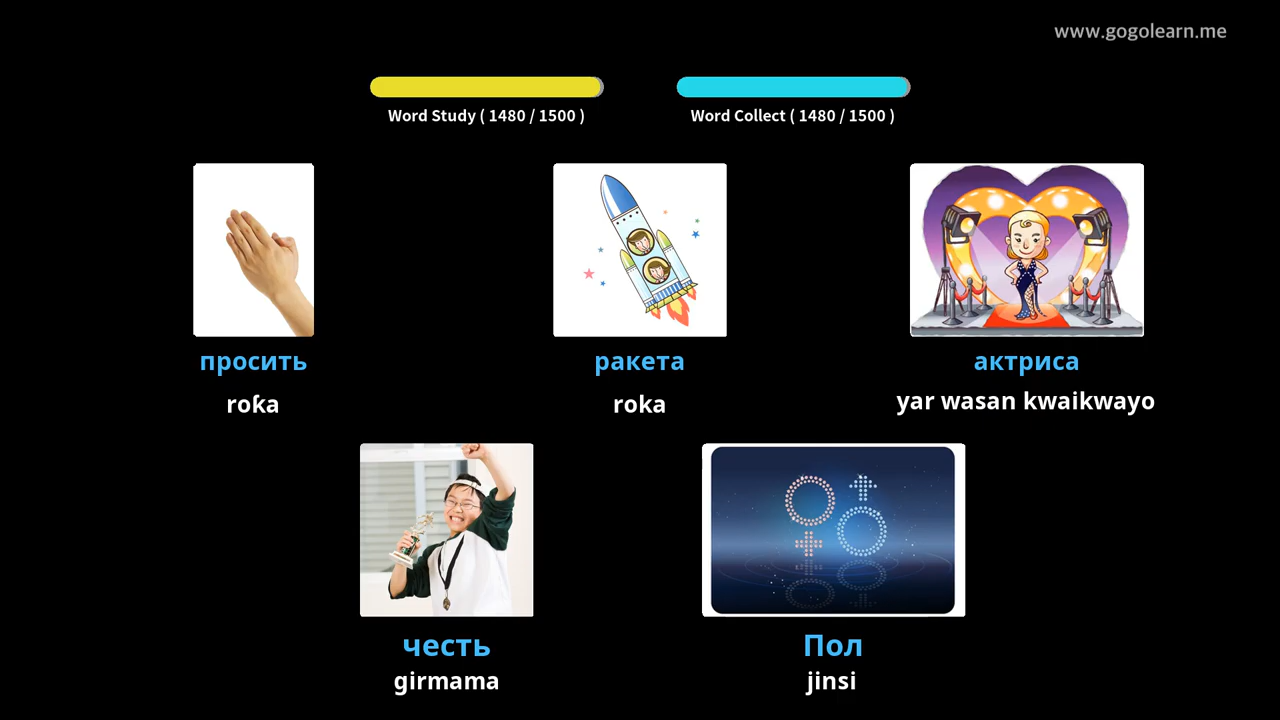 www.gogolearn.me
Word Study ( 1480 / 1500 )
Word Collect ( 1480 / 1500 )
просить
roƙa
ракета
roka
актриса
yar wasan kwaikwayo
честь
girmama
Пол
jinsi